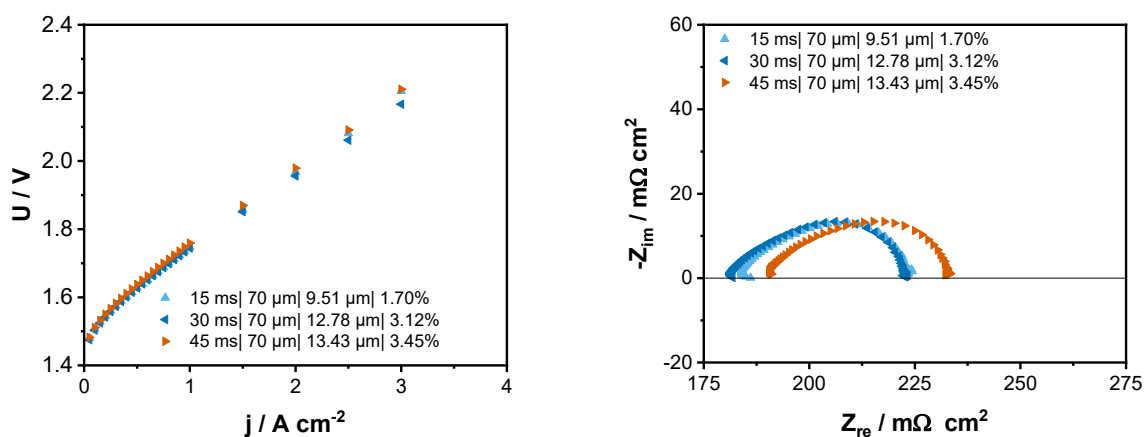 2.4
2.2
2.0
1.8
1.6
1.4
U / V
15 ms| 70 μm| 9.51 μm| 1.70%
30 ms| 70 μm| 12.78 μm| 3.12%
45 ms| 70 μm| 13.43 μm| 3.45%
0 1 2 3 4
j / A cm⁻²
60
40
20
0
-20
-Zᵢₘ / mΩ cm²
15 ms| 70 μm| 9.51 μm| 1.70%
30 ms| 70 μm| 12.78 μm| 3.12%
45 ms| 70 μm| 13.43 μm| 3.45%
175 200 225 250 275
Zᵣₑ / mΩ cm²